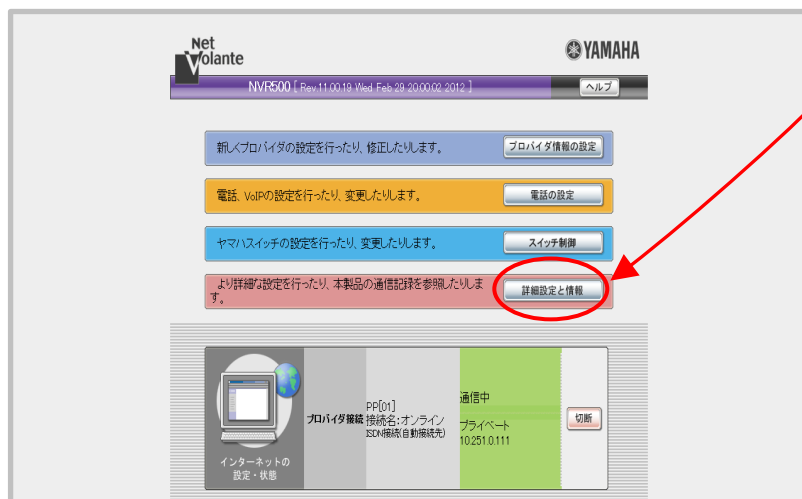 Net
Volante
YAMAHA
NVR500 [ Rev.11.00.19 Wed Feb 29 20:00:02 2012 ]
ヘルプ
新しくプロバイダの設定を行ったり、修正したりします。
プロバイダ情報の設定
電話、VoIPの設定を行ったり、変更したりします。
電話の設定
ヤマハスイッチの設定を行ったり、変更したりします。
スイッチ制御
より詳細な設定を行ったり、本製品の通信記録を参照したりしま
す。
詳細設定と情報
インターネットの
設定・状態
プロバイダ接続
PP[01]
接続名:オンライン
ISDN接続(自動接続先)
通信中
プライベート
10.251.0.111
切断